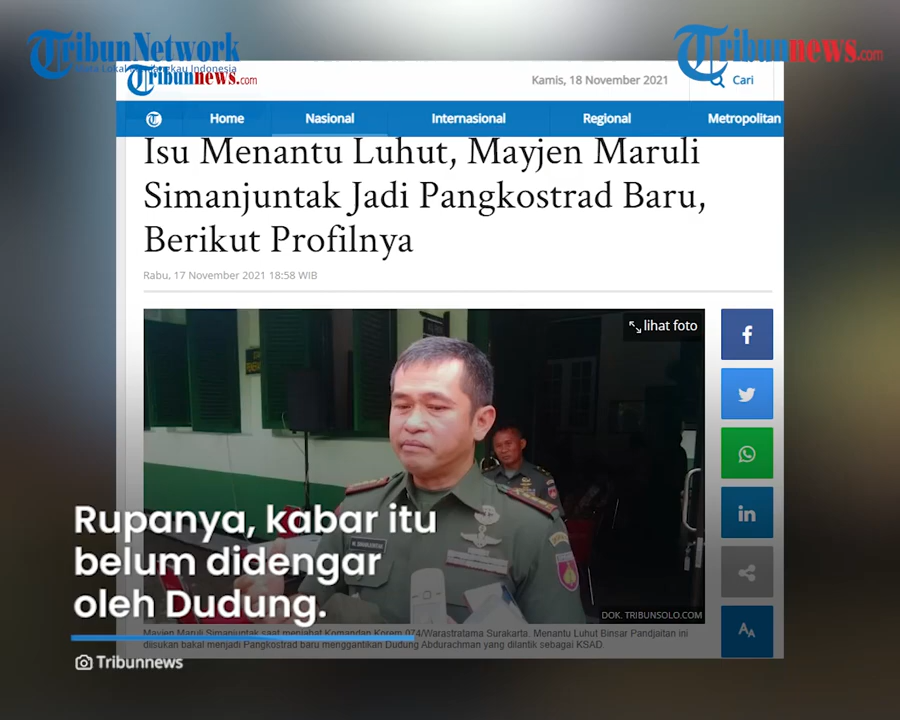 TribunNetwork
Tribunnews.com
Tribunnews.com
Kamis, 18 November 2021
Cari
Home
Nasional
Internasional
Regional
Metropolitan
Isu Menantu Luhut, Mayjen Maruli
Simanjuntak Jadi Pangkostrad Baru,
Berikut Profilnya
Rabu, 17 November 2021 18:58 WIB
lihat foto
Rupanya, kabar itu
belum didengar
oleh Dudung.
DOK. TRIBUNSOLO.COM
Mayjen Maruli Simanjuntak saat menjabat Komandan Korem 074/Warastratama Surakarta. Menantu Luhut Binsar Pandjaitan ini
disukan bakal menjadi Pangkostrad baru menggantikan Dudung Abdurachman yang dilantik sebagai KSAD.
Tribunnews